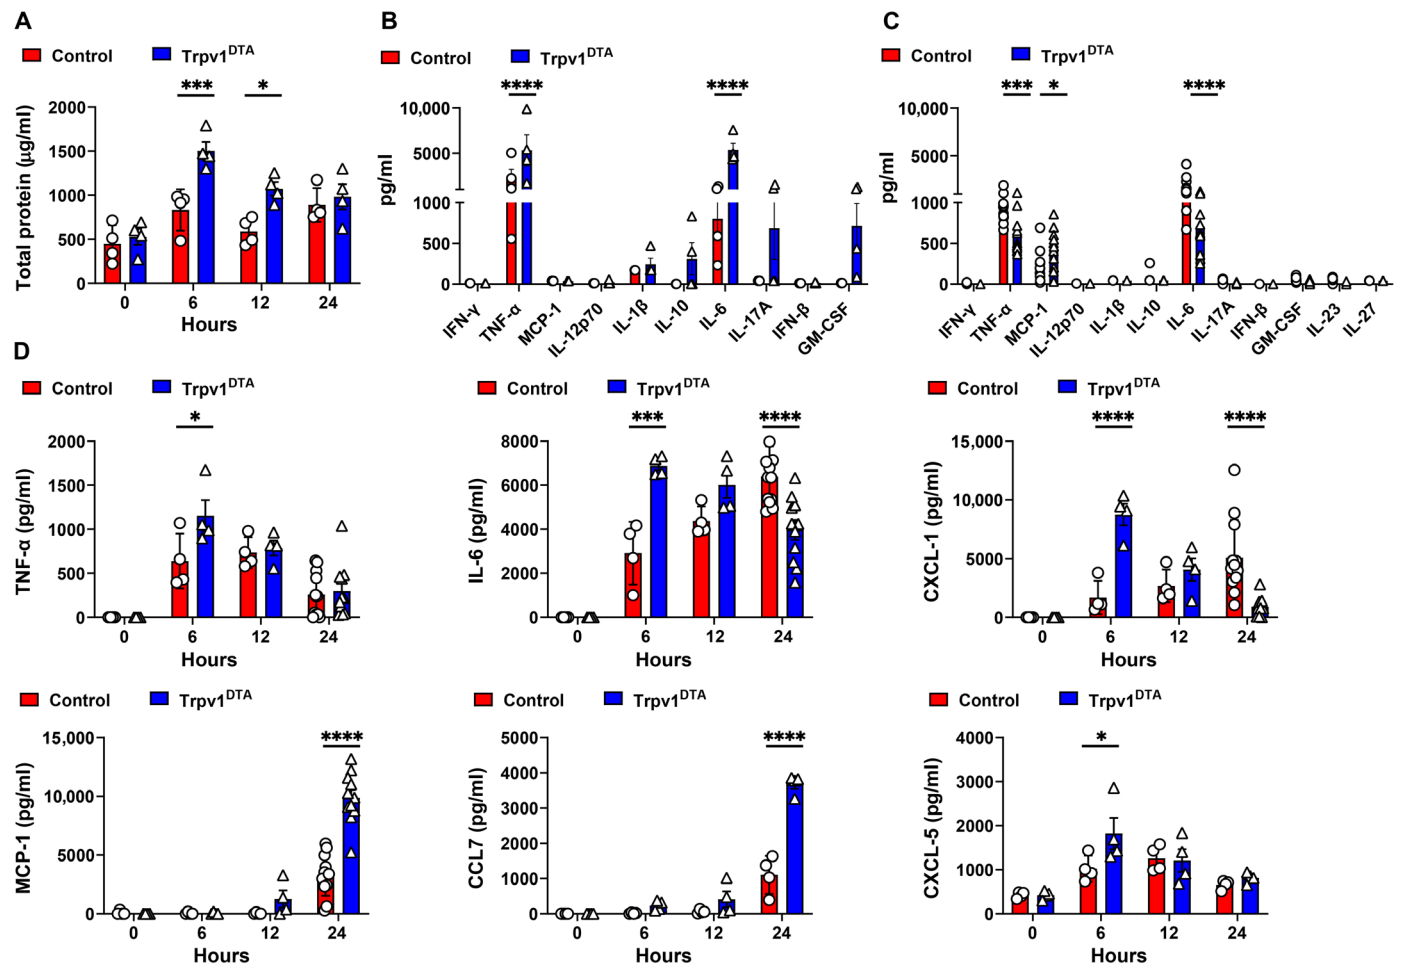 A
Control Trpv1DTA
*** *
Total protein (µg/ml)
2000
1500
1000
500
0
0 6 12 24
Hours
B
Control Trpv1DTA
**** ****
pg/ml
10,000
5000
1000
500
0
IFN-γ TNF-α MCP-1 IL-12p70 IL-1β IL-10 IL-6 IL-17A IFN-β GM-CSF
C
Control Trpv1DTA
*** * ****
pg/ml
10,000
5000
1000
500
0
IFN-γ TNF-α MCP-1 IL-12p70 IL-1β IL-10 IL-6 IL-17A IFN-β GM-CSF IL-23 IL-27
D
Control Trpv1DTA
*
TNF-α (pg/ml)
2000
1500
1000
500
0
0 6 12 24
Hours
Control Trpv1DTA
*** ****
IL-6 (pg/ml)
8000
6000
4000
2000
0
0 6 12 24
Hours
Control Trpv1DTA
**** ****
CXCL-1 (pg/ml)
15,000
10,000
5000
0
0 6 12 24
Hours
Control Trpv1DTA
****
MCP-1 (pg/ml)
15,000
10,000
5000
0
0 6 12 24
Hours
Control Trpv1DTA
****
CCL7 (pg/ml)
5000
4000
3000
2000
1000
0
0 6 12 24
Hours
Control Trpv1DTA
*
CXCL-5 (pg/ml)
4000
3000
2000
1000
0
0 6 12 24
Hours